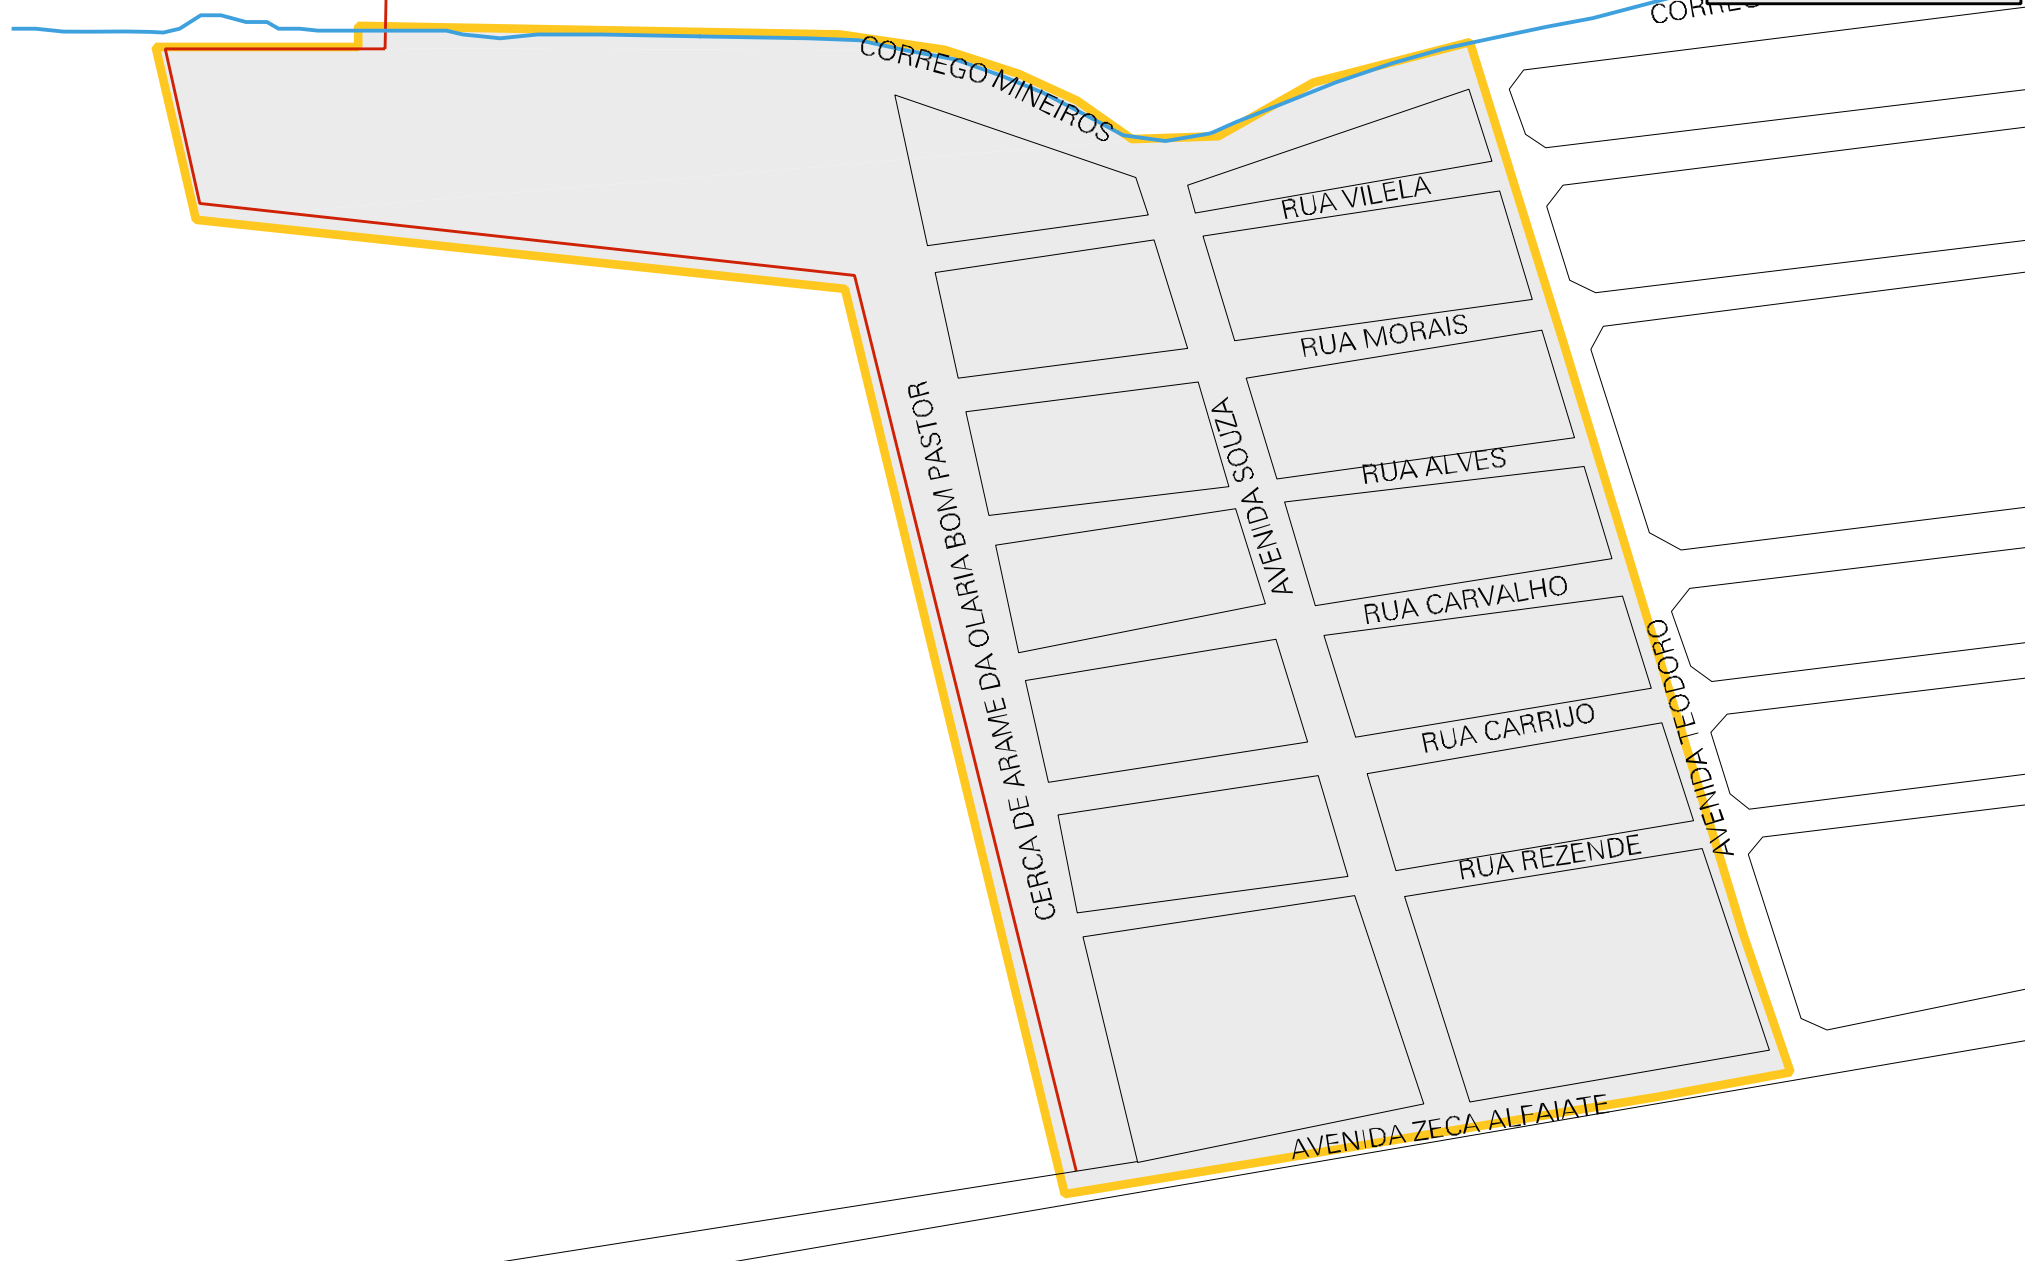 CORREGO MINEIROS
RUA VILELA
RUA MORAIS
CERCA DE ARAME DA OLARIA BOM PASTOR
AVENIDA SOUZA
RUA ALVES
RUA CARVALHO
AVENIDA TEODORO
RUA CARRIJO
RUA REZENDE
AVENIDA ZECA ALFAIATE